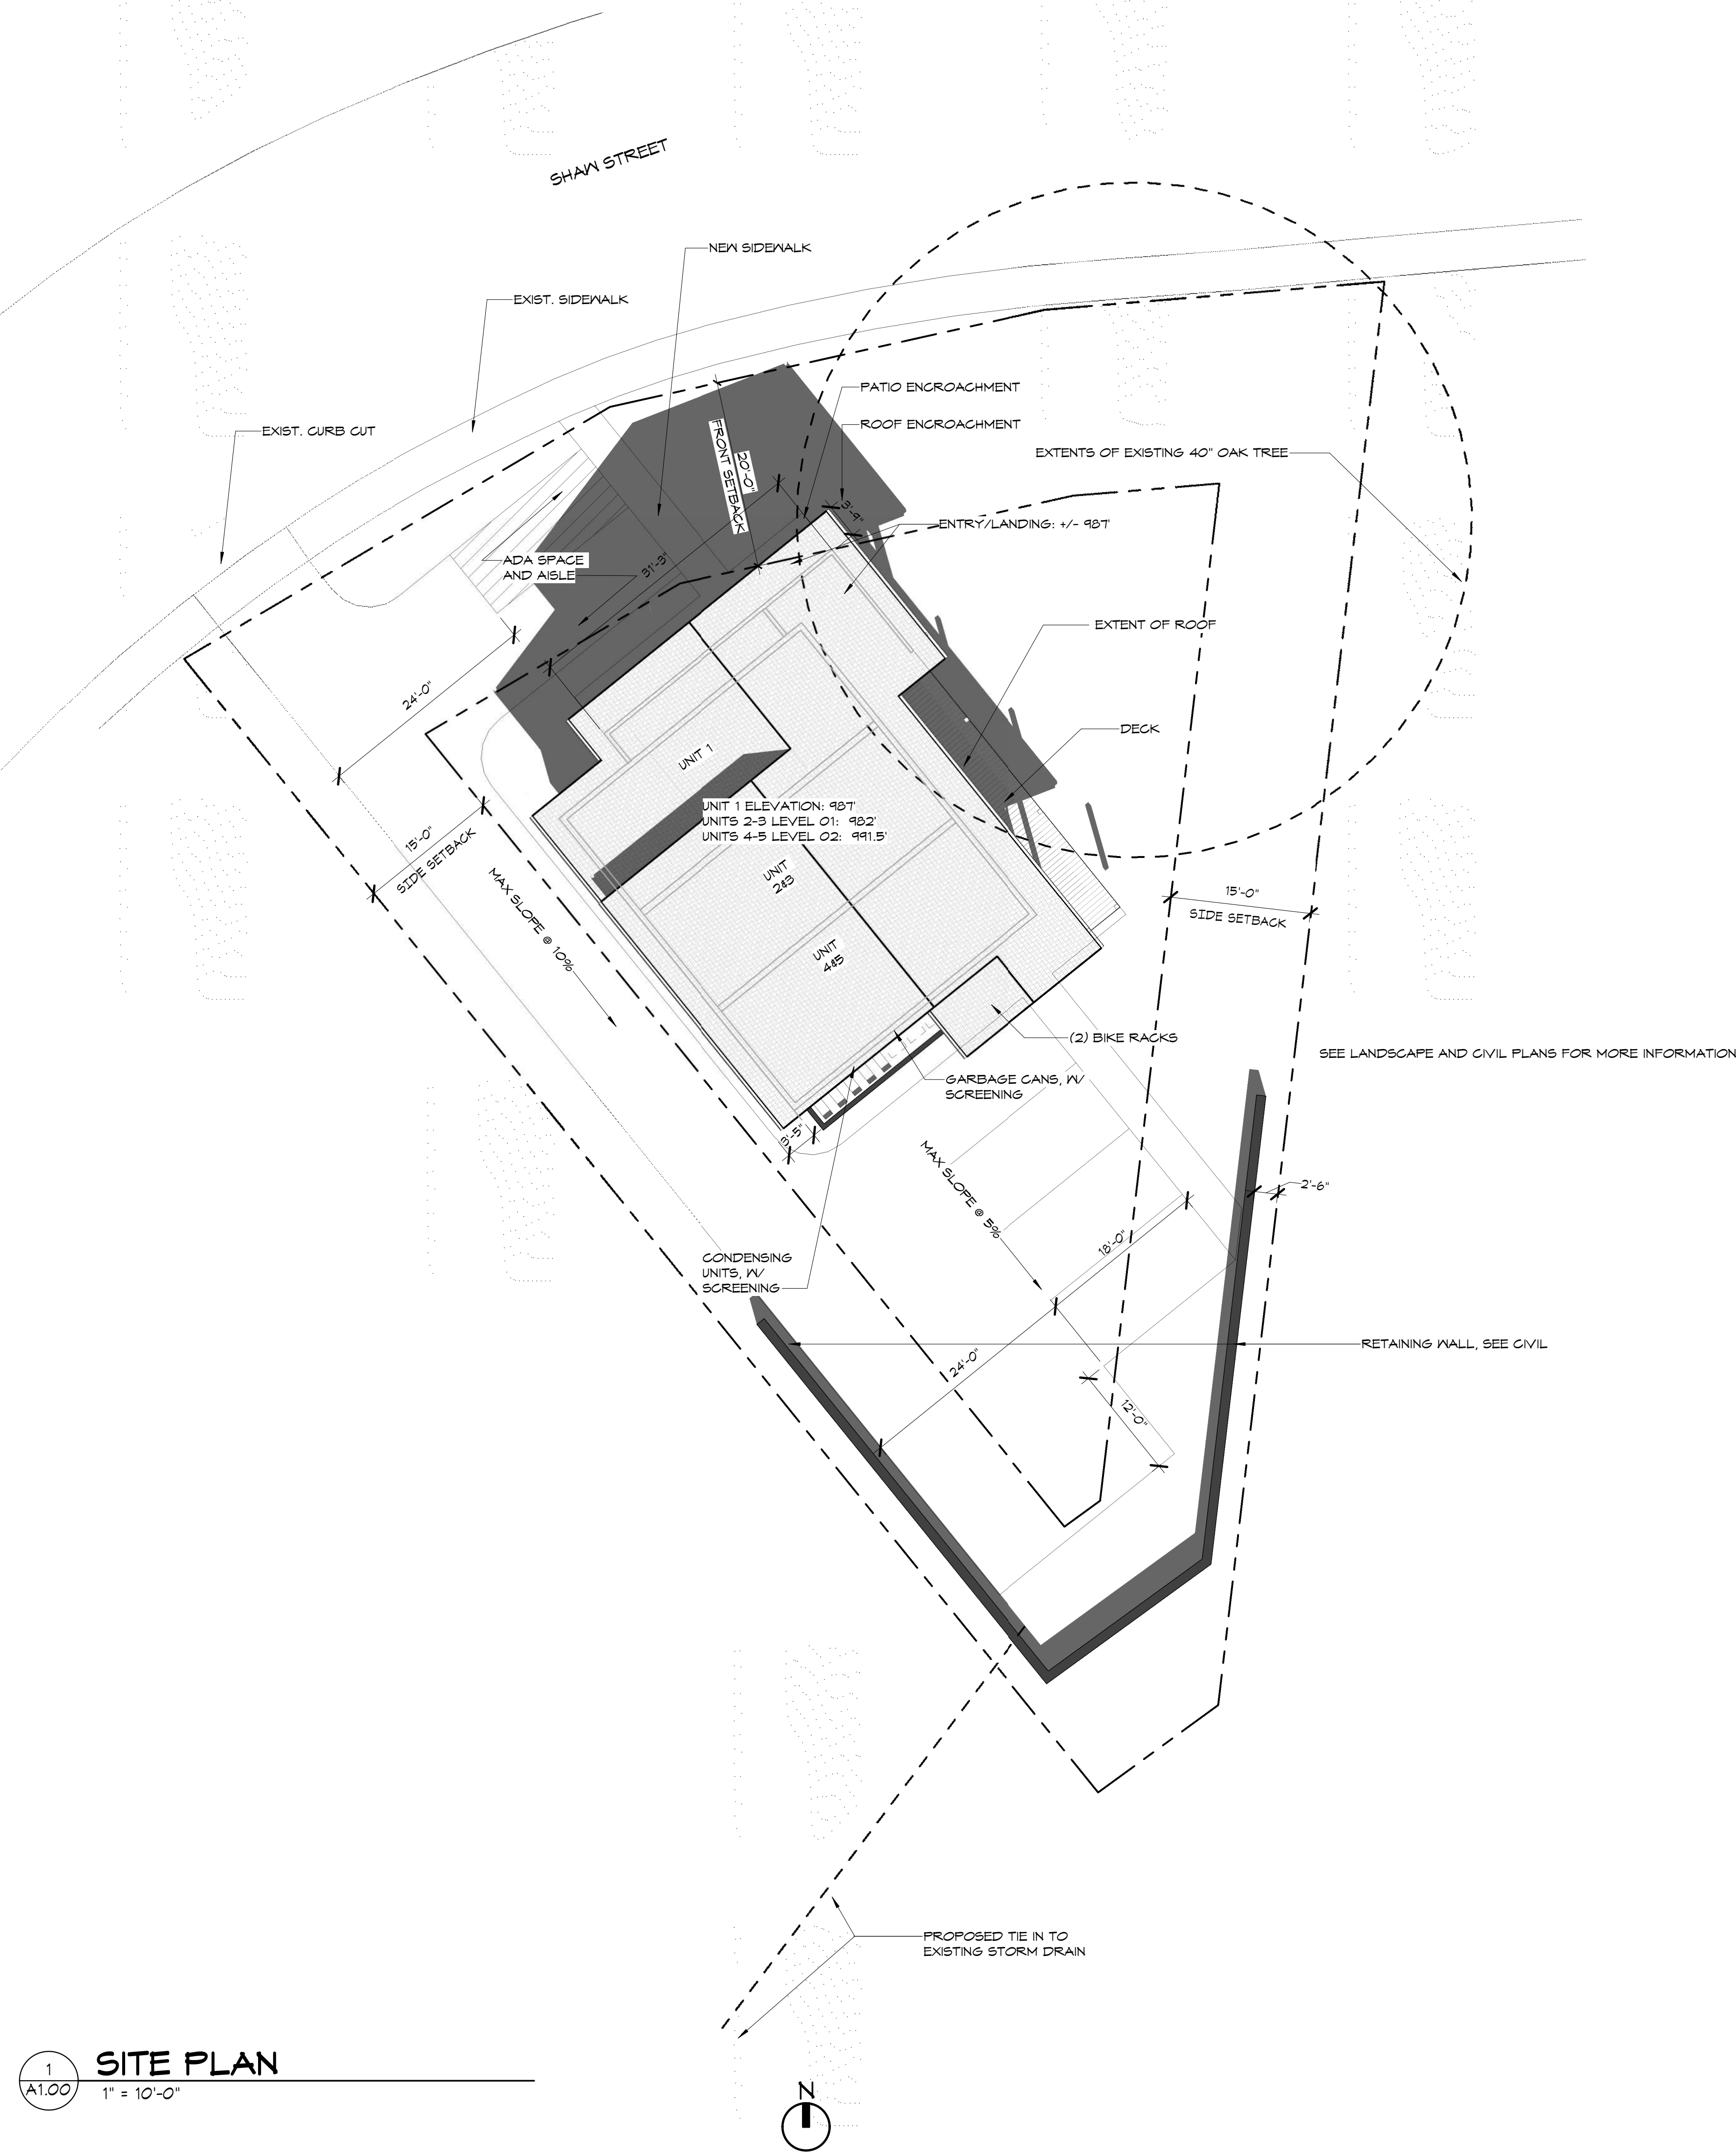 SHAW STREET
NEW SIDEWALK
EXIST. SIDEWALK
EXIST. CURB CUT
PATIO ENCROACHMENT
ROOF ENCROACHMENT
EXTENTS OF EXISTING 40" OAK TREE
FRONT SETBACK
20'-0"
3'-9"
ENTRY/LANDING: +/- 987'
ADA SPACE
AND AISLE
31'-3"
EXTENT OF ROOF
24'-0"
DECK
UNIT 1
UNIT 1 ELEVATION: 987'
UNITS 2-3 LEVEL 01: 982'
UNITS 4-5 LEVEL 02: 991.5'
15'-0"
SIDE SETBACK
UNIT
2&3
15'-0"
SIDE SETBACK
MAX SLOPE @ 10%
UNIT
4&5
(2) BIKE RACKS
SEE LANDSCAPE AND CIVIL PLANS FOR MORE INFORMATION
GARBAGE CANS, W/
SCREENING
3'-5"
MAX SLOPE @ 5%
2'-6"
18'-0"
CONDENSING
UNITS, W/
SCREENING
RETAINING WALL, SEE CIVIL
24'-0"
12'-0"
PROPOSED TIE IN TO
EXISTING STORM DRAIN
1
A1.00
SITE PLAN
1" = 10'-0"
N